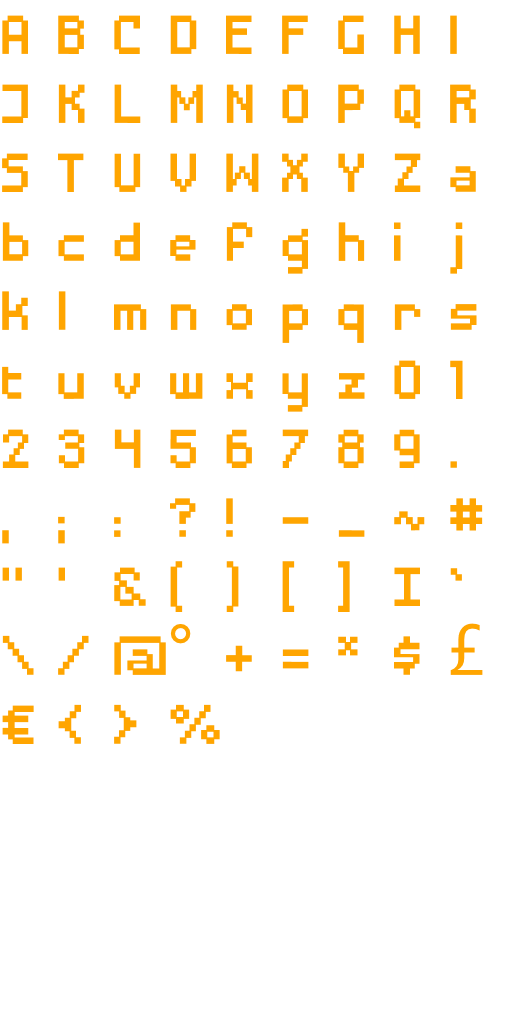 A B C D E F G H I
J K L M N O P Q R
S T U V W X Y Z a
b c d e f g h i j
k l m n o p q r s
t u v w x y z 0 1
2 3 4 5 6 7 8 9 .
, ; : ? ! - _ ~ #
" ' & ( ) [ ] I `
\ / @ ° + = * $ £
€ < > %